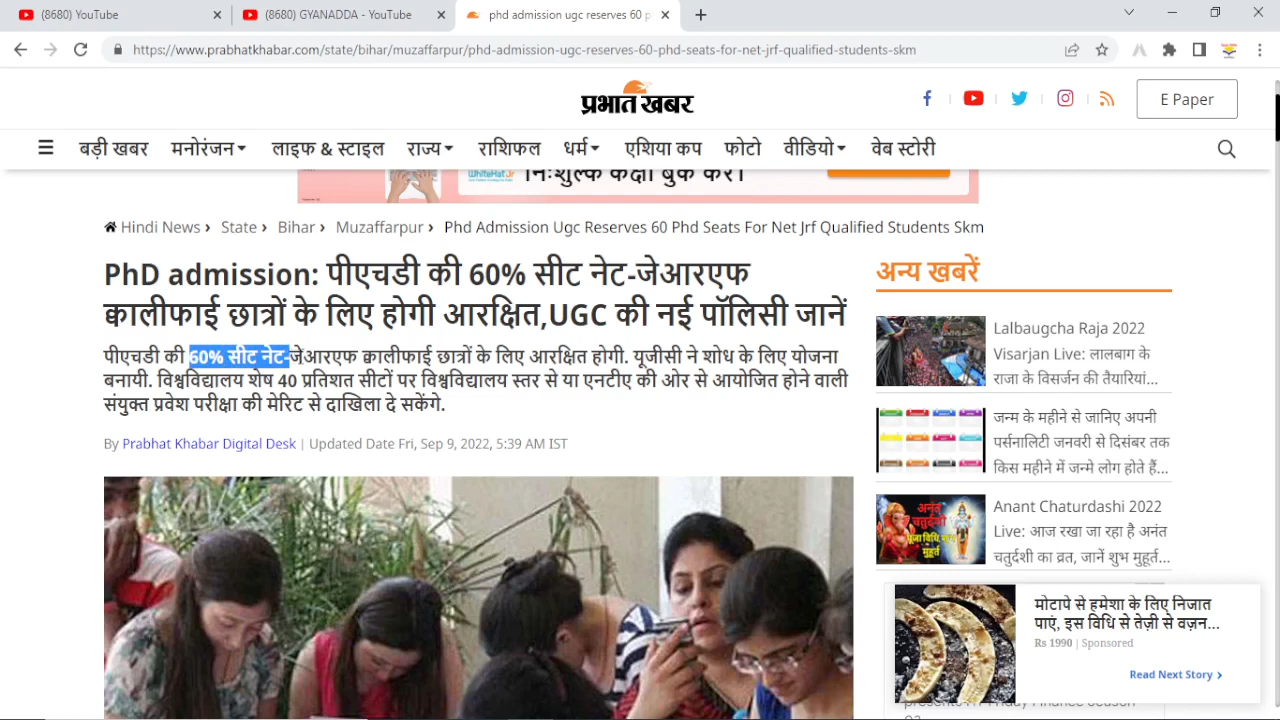 (8680) YouTube
(8680) GYANADDA - YouTube
phd admission ugc reserves 60 p
https://www.prabhatkhabar.com/state/bihar/muzaffarpur/phd-admission-ugc-reserves-60-phd-seats-for-net-jrf-qualified-students-skm
प्रभात खबर
E Paper
बड़ी खबर मनोरंजन लाइफ & स्टाइल राज्य राशिफल धर्म एशिया कप फोटो वीडियो वेब स्टोरी
WhiteHat Jr
निःशुल्क कक्षा बुक करें
Hindi News › State › Bihar › Muzaffarpur › Phd Admission Ugc Reserves 60 Phd Seats For Net Jrf Qualified Students Skm
PhD admission: पीएचडी की 60% सीट नेट-जेआरएफ
क्वालीफाई छात्रों के लिए होगी आरक्षित,UGC की नई पॉलिसी जानें
पीएचडी की 60% सीट नेट-जेआरएफ क्वालीफाई छात्रों के लिए आरक्षित होगी. यूजीसी ने शोध के लिए योजना
बनायी. विश्वविद्यालय शेष 40 प्रतिशत सीटों पर विश्वविद्यालय स्तर से या एनटीए की ओर से आयोजित होने वाली
संयुक्त प्रवेश परीक्षा की मेरिट से दाखिला दे सकेंगे.
By Prabhat Khabar Digital Desk | Updated Date Fri, Sep 9, 2022, 5:39 AM IST
अन्य खबरें
Lalbaugcha Raja 2022
Visarjan Live: लालबाग के
राजा के विसर्जन की तैयारियां...
जन्म के महीने से जानिए अपनी
पर्सनालिटी जनवरी से दिसंबर तक
किस महीने में जन्मे लोग होते हैं...
Anant Chaturdashi 2022
Live: आज रखा जा रहा है अनंत
चतुर्दशी का व्रत, जानें शुभ मुहूर्त...
अनंत
चतुर्दशी
पूजा विधि, शुभ
मुहूर्त
मोटापे से हमेशा के लिए निजात
पाएं, इस विधि से तेज़ी से वज़न...
Rs 1990 | Sponsored
Read Next Story ›